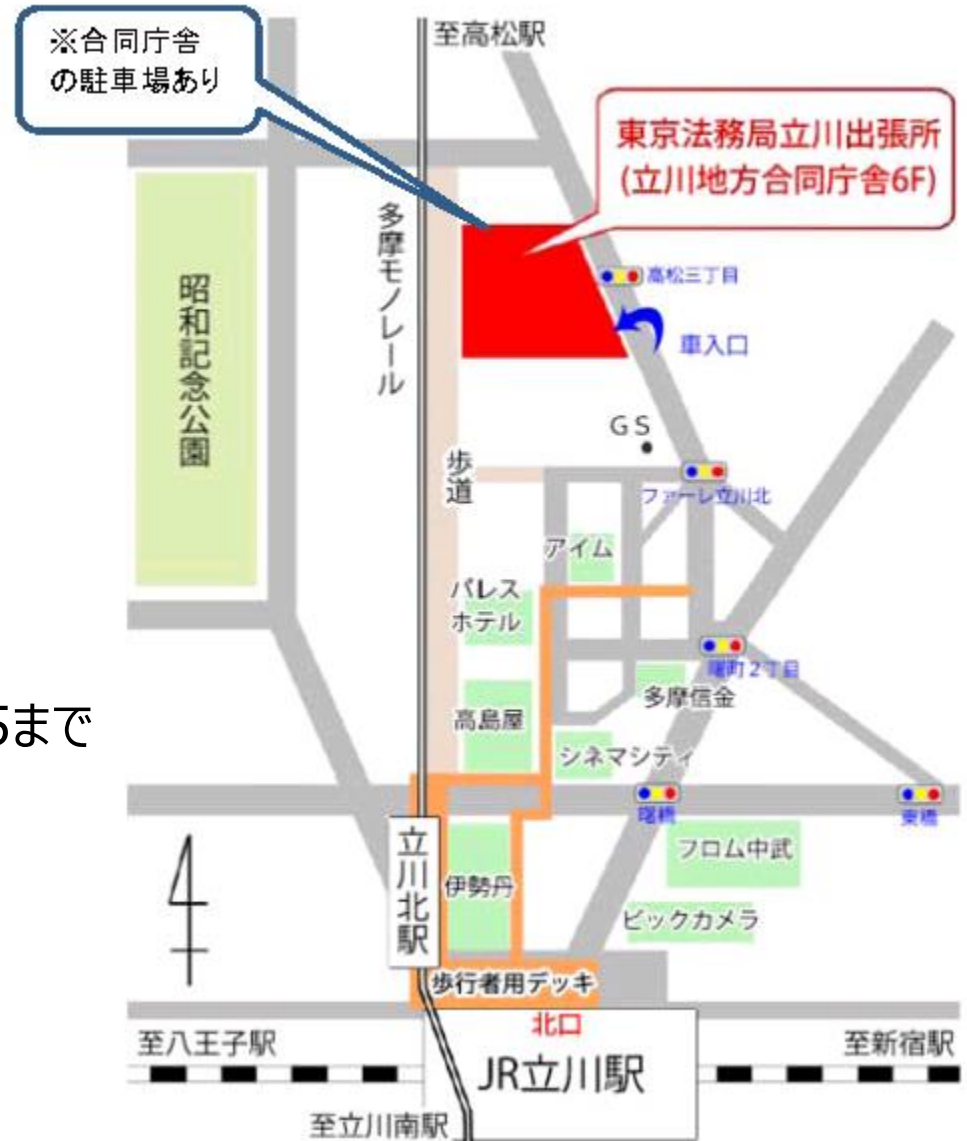 ※合同庁舎
の駐車場あり
至高松駅
東京法務局立川出張所
(立川地方合同庁舎6F)
多摩モノレール
高松三丁目
車入口
昭和記念公園
GS
歩道
ファーレ立川北
アイム
パレス
ホテル
曙町2丁目
多摩信金
5まで
高島屋
シネマシティ
曙橋
東橋
フロム中武
立川北駅
伊勢丹
ビックカメラ
歩行者用デッキ
北口
至八王子駅
JR立川駅
至新宿駅
至立川南駅